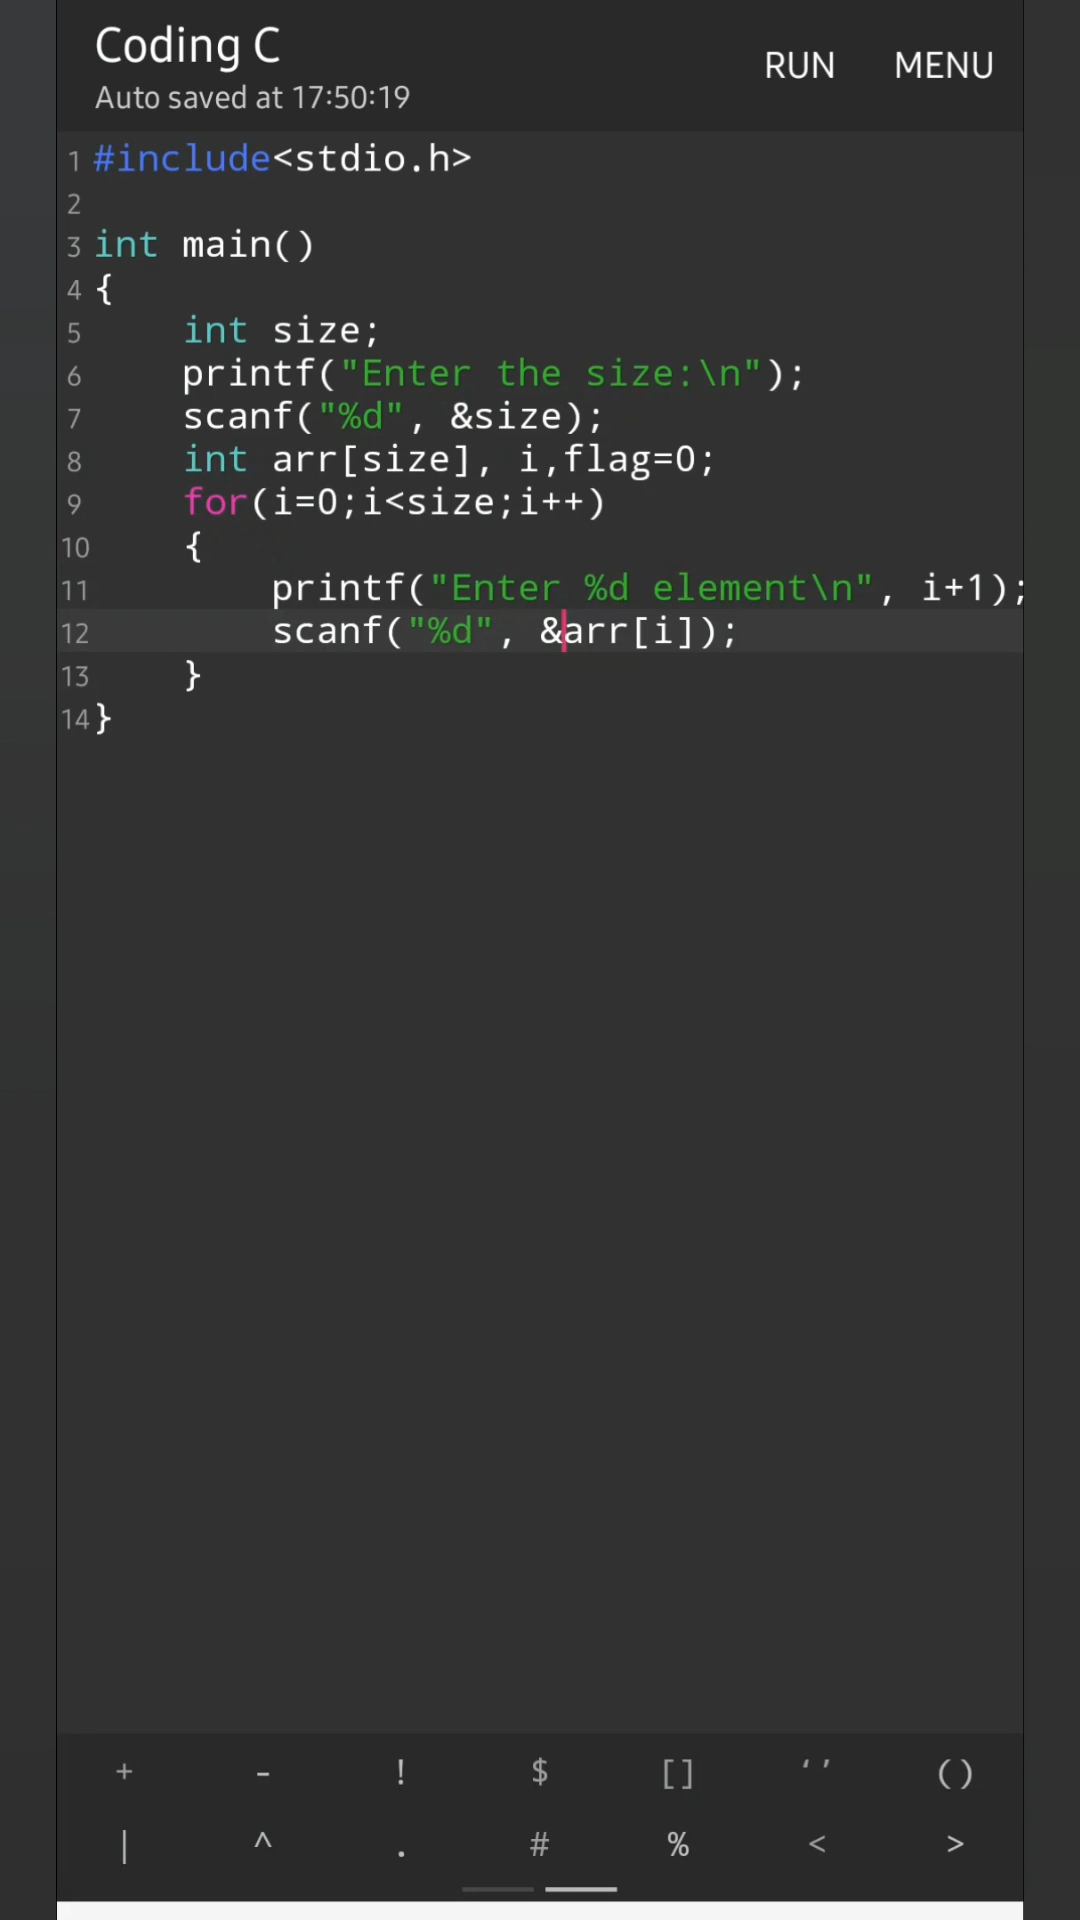 Coding C
Auto saved at 17:50:19
RUN MENU
1 #include<stdio.h>
2
3 int main()
4 {
5     int size;
6     printf("Enter the size:\n");
7     scanf("%d", &size);
8     int arr[size], i,flag=0;
9     for(i=0;i<size;i++)
10     {
11         printf("Enter %d element\n", i+1);
12         scanf("%d", &arr[i]);
13     }
14 }
+ - ! $ [] ‘’ ()
| ^ . # % < >